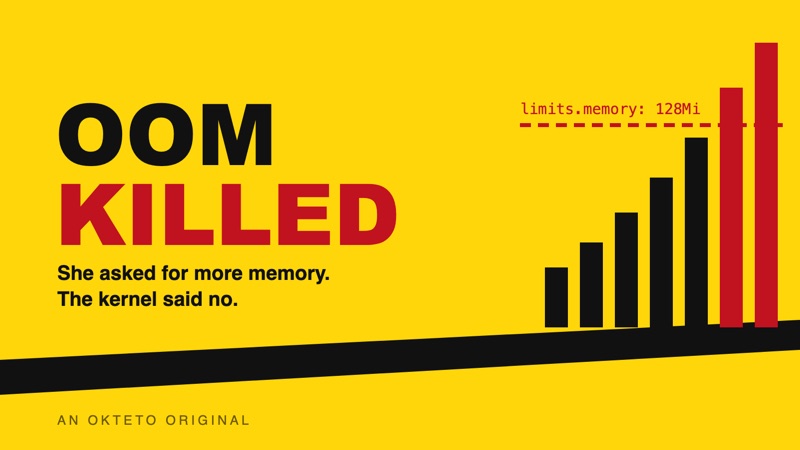 OOM
KILLED
She asked for more memory.
The kernel said no.
limits.memory: 128Mi
AN OKTETO ORIGINAL